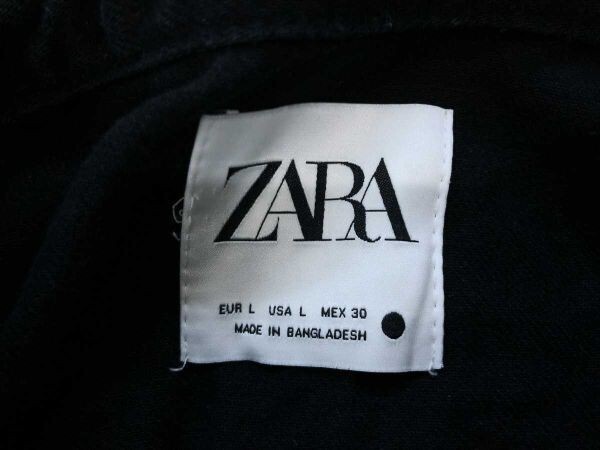 ZARA
EUR L USA L MEX 30
MADE IN BANGLADESH